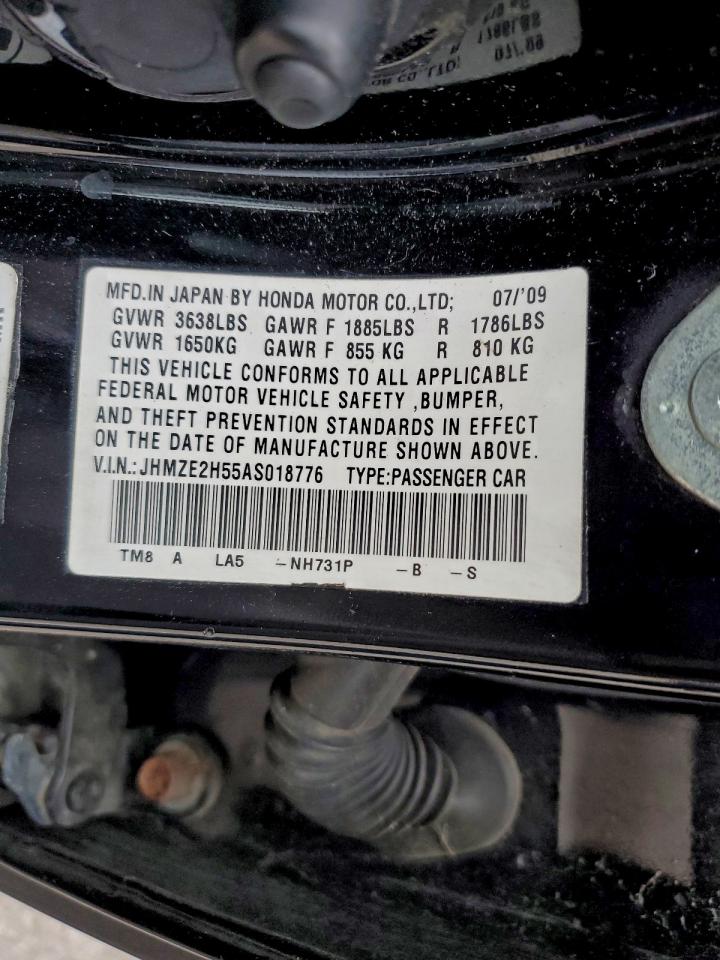 MFD.IN JAPAN BY HONDA MOTOR CO.,LTD; 07/'09
GVWR 3638LBS GAWR F 1885LBS R 1786LBS
GVWR 1650KG GAWR F 855 KG R 810 KG
THIS VEHICLE CONFORMS TO ALL APPLICABLE
FEDERAL MOTOR VEHICLE SAFETY ,BUMPER,
AND THEFT PREVENTION STANDARDS IN EFFECT
ON THE DATE OF MANUFACTURE SHOWN ABOVE.
V.I.N.: JHMZE2H55AS018776 TYPE:PASSENGER CAR
TM8 A LA5 -NH731P -B -S